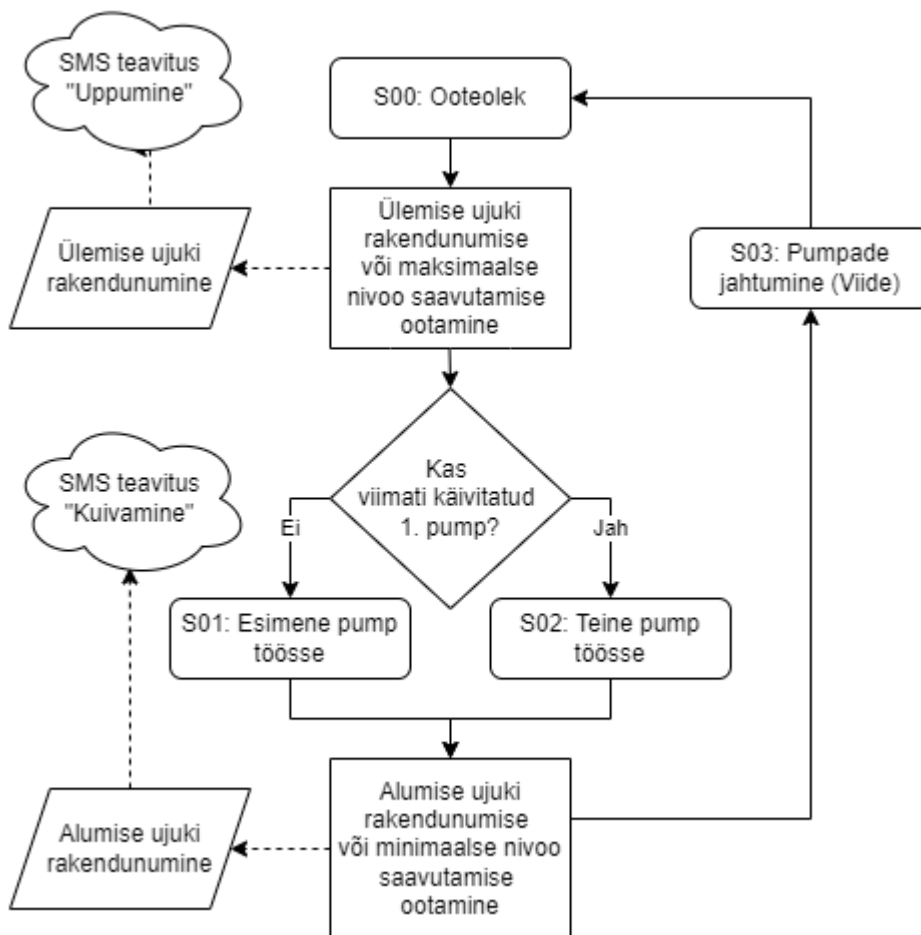 SMS teavitus
"Uppumine"
S00: Ooteolek
Ülemise ujuki
rakendunumine
Ülemise ujuki
rakendunumise
või maksimaalse
nivoo saavutamise
ootamine
S03: Pumpade
jahtumine (Viide)
SMS teavitus
"Kuivamine"
Kas
viimati käivitatud
1. pump?
Ei
Jah
S01: Esimene pump
töösse
S02: Teine pump
töösse
Alumise ujuki
rakendunumine
Alumise ujuki
rakendunumise
või minimaalse nivoo
saavutamise
ootamine